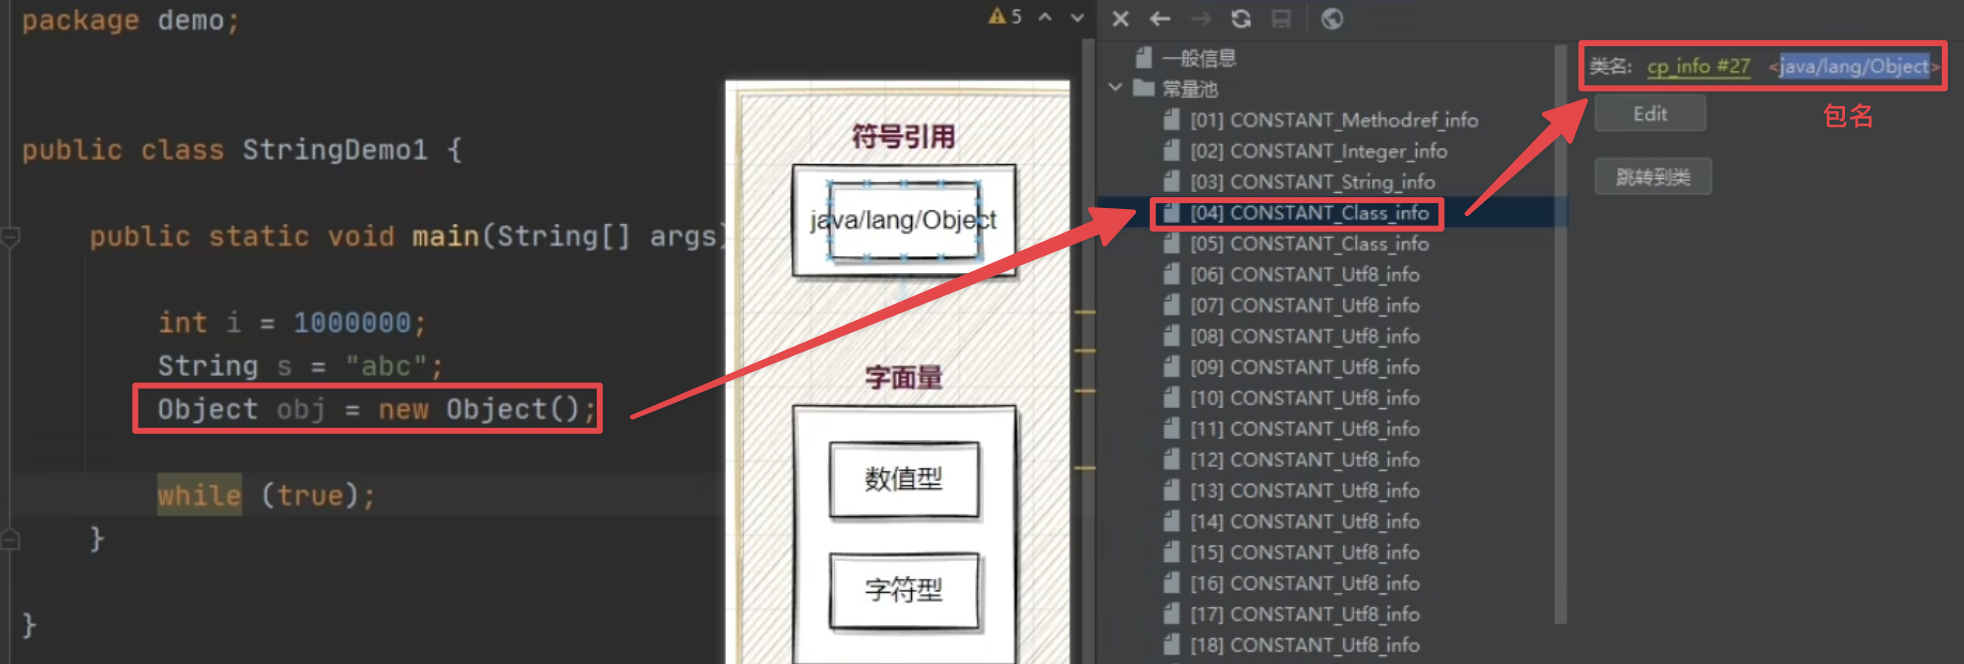 package demo;
public class StringDemo1 {
public static void main(String[] args)
int i = 1000000;
String s = "abc";
Object obj = new Object();
while (true);
}
}
5
符号引用
java/lang/Object
字面量
数值型
字符型
一般信息
常量池
[01] CONSTANT_Methodref_info
[02] CONSTANT_Integer_info
[03] CONSTANT_String_info
[04] CONSTANT_Class_info
[05] CONSTANT_Class_info
[06] CONSTANT_Utf8_info
[07] CONSTANT_Utf8_info
[08] CONSTANT_Utf8_info
[09] CONSTANT_Utf8_info
[10] CONSTANT_Utf8_info
[11] CONSTANT_Utf8_info
[12] CONSTANT_Utf8_info
[13] CONSTANT_Utf8_info
[14] CONSTANT_Utf8_info
[15] CONSTANT_Utf8_info
[16] CONSTANT_Utf8_info
[17] CONSTANT_Utf8_info
[18] CONSTANT_Utf8_info
类名: cp_info #27 <java/lang/Object>
Edit
包名
跳转到类